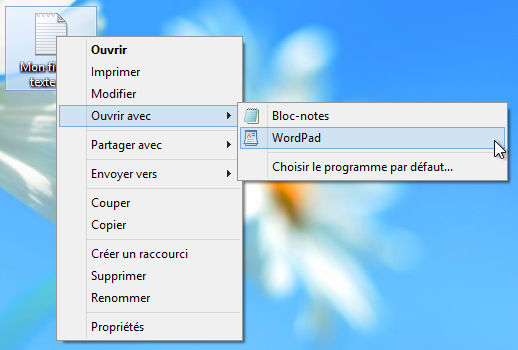 Mon fi
texte
Ouvrir
Imprimer
Modifier
Ouvrir avec
Partager avec
Envoyer vers
Couper
Copier
Créer un raccourci
Supprimer
Renommer
Propriétés
Bloc-notes
WordPad
Choisir le programme par défaut...